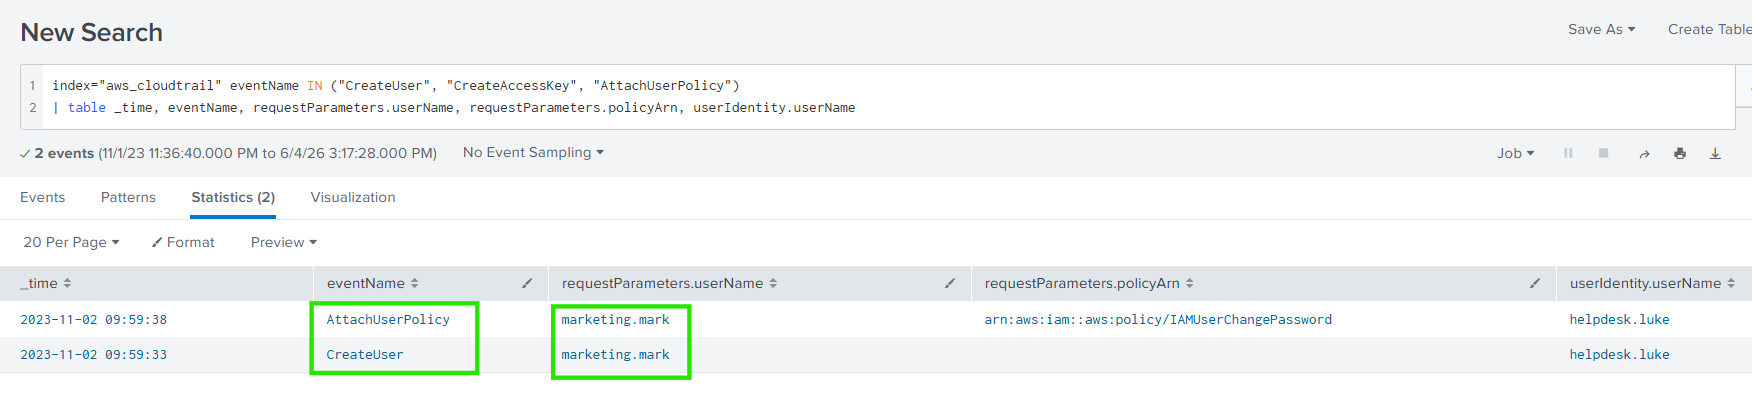 New Search
Save As
Create Table
1 index="aws_cloudtrail" eventName IN ("CreateUser", "CreateAccessKey", "AttachUserPolicy")
2 | table _time, eventName, requestParameters.userName, requestParameters.policyArn, userIdentity.userName
2 events (11/1/23 11:36:40.000 PM to 6/4/26 3:17:28.000 PM) No Event Sampling Job
Events Patterns Statistics (2) Visualization
20 Per Page Format Preview
_time eventName requestParameters.userName requestParameters.policyArn userIdentity.userName
2023-11-02 09:59:38 AttachUserPolicy marketing.mark arn:aws:iam::aws:policy/IAMUserChangePassword helpdesk.luke
2023-11-02 09:59:33 CreateUser marketing.mark helpdesk.luke